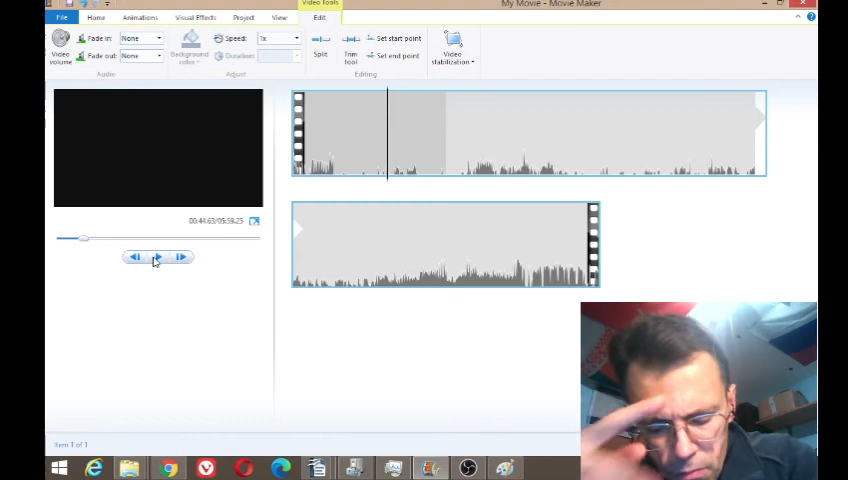 Video Tools
My Movie - Movie Maker
File Home Animations Visual Effects Project View Edit
Video volume
Fade in: None
Fade out: None
Audio
Background color
Speed: 1x
Duration:
Adjust
Split
Trim tool
Set start point
Set end point
Editing
Video stabilization
00:44.63/05:59.25
Item 1 of 1